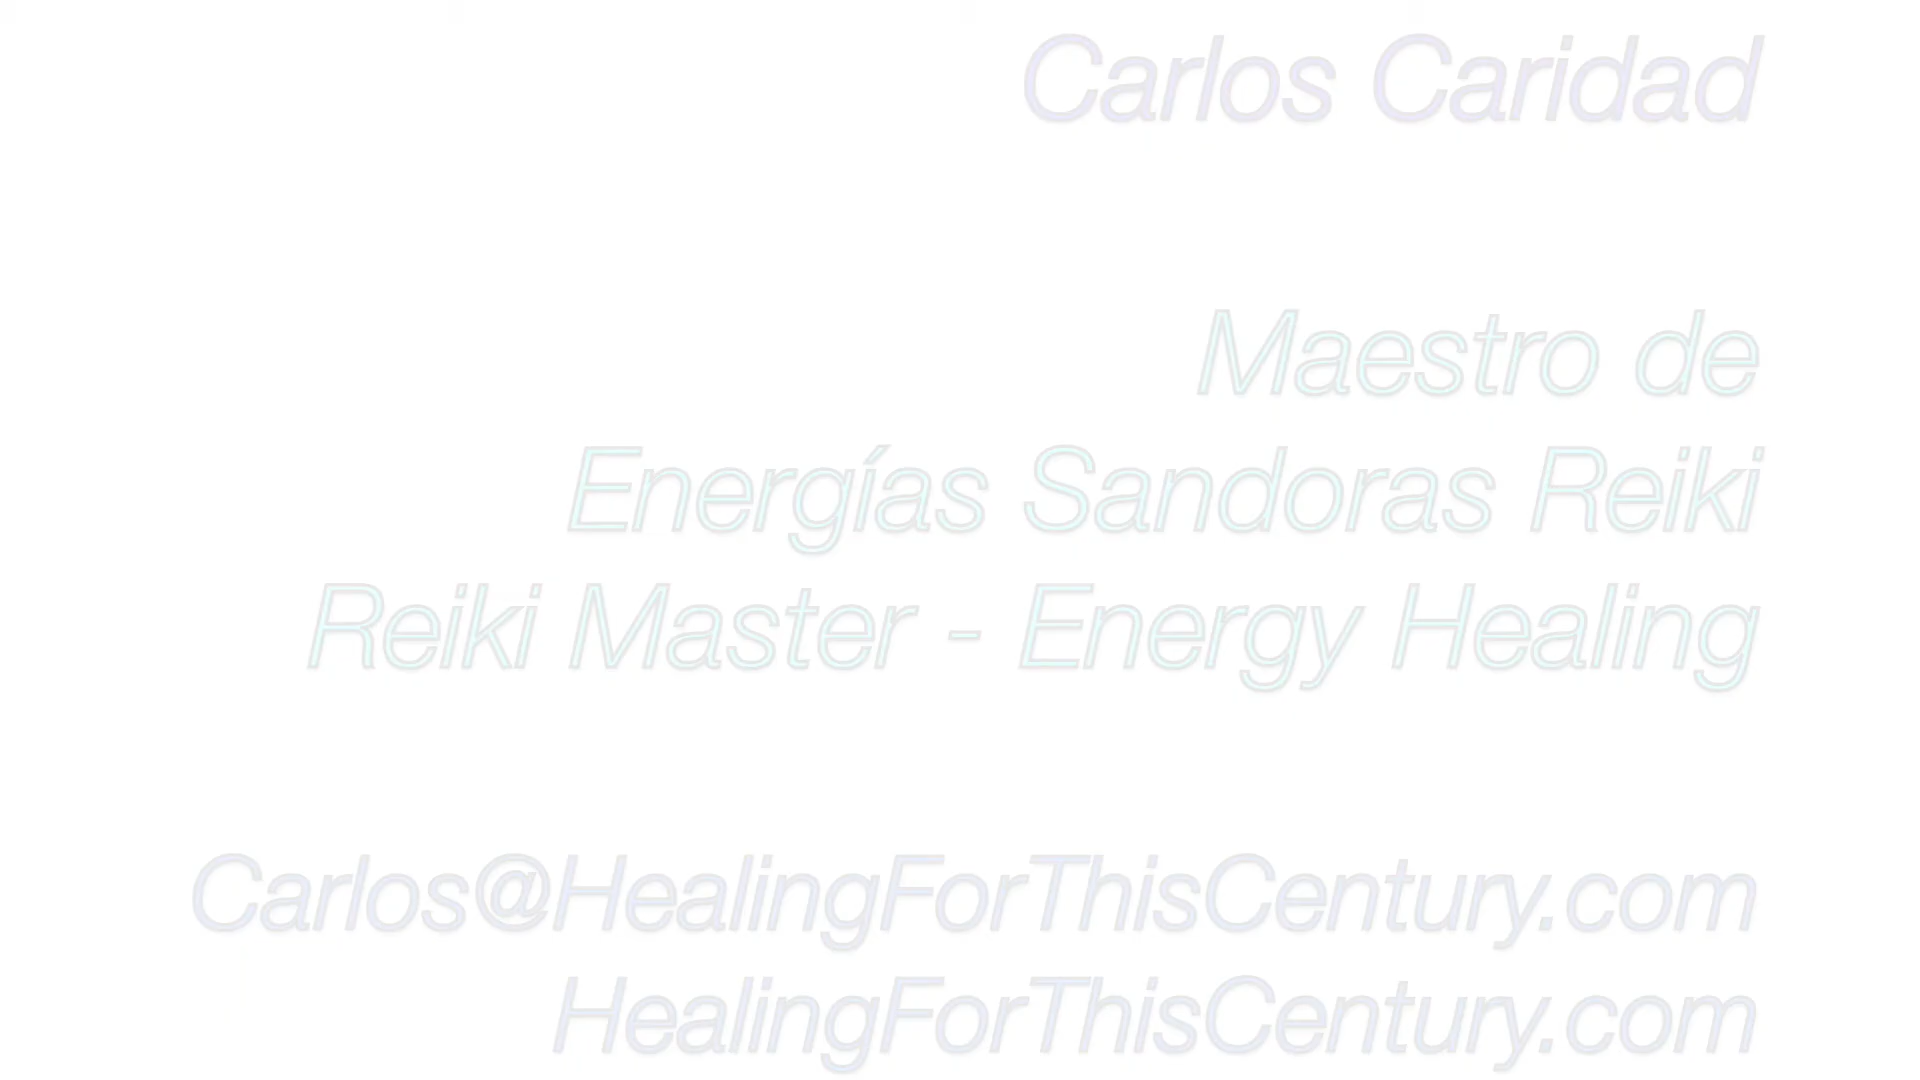 Carlos Caridad
Maestro de
Energías Sandoras Reiki
Reiki Master - Energy Healing
Carlos@HealingForThisCentury.com
HealingForThisCentury.com